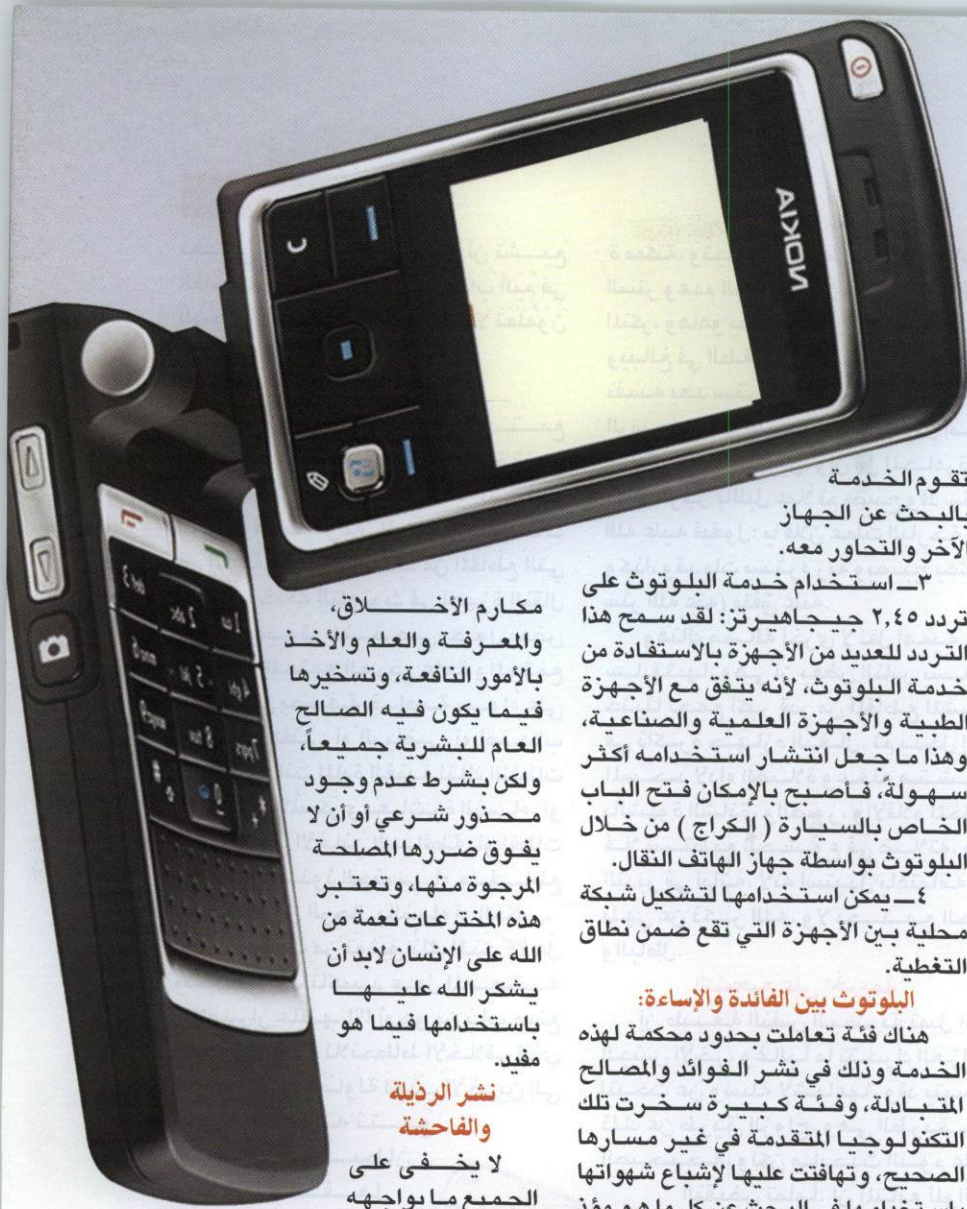 تقوم الخدمة
بالبحث عن الجهاز
الآخر والتحاور معه.
٣ـ استخدام خدمة البلوتوث على
تردد ٢,٤٥ جيجاهيرتز: لقد سمح هذا
التردد للعديد من الأجهزة بالاستفادة من
خدمة البلوتوث، لأنه يتفق مع الأجهزة
الطبية والأجهزة العلمية والصناعية،
وهذا ما جعل انتشار استخدامه أكثر
سهولة، فأصبح بالإمكان فتح الباب
الخاص بالسيارة ( الكراج ) من خلال
البلوتوث بواسطة جهاز الهاتف النقال.
٤ـ يمكن استخدامها لتشكيل شبكة
محلية بين الأجهزة التي تقع ضمن نطاق
التغطية.
البلوتوث بين الفائدة والإساءة:
هناك فئة تعاملت بحدود حكمة لهذه
الخدمة وذلك في نشر الفوائد والمصالح
المتبادلة، وفئة كبيرة سخرت تلك
التكنولوجيا المتقدمة في غير مسارها
الصحيح، وتهافتت عليها لإشباع شهواتها
مكارم الأخلاق،
والمعرفة والعلم والأخذ
بالأمور النافعة، وتسخيرها
فيما يكون فيه الصالح
العام للبشرية جميعاً،
ولكن بشرط عدم وجود
محذور شرعي أو أن لا
يفوق ضررها المصلحة
المرجوة منها، وتعتبر
هذه المخترعات نعمة من
الله على الإنسان لابد أن
يشكر الله عليها
باستخدامها فيما هو
مفيد.
نشر الرذيلة
والفاحشة
لا يخفى على
الجميع ما يواجهه
NOKIA